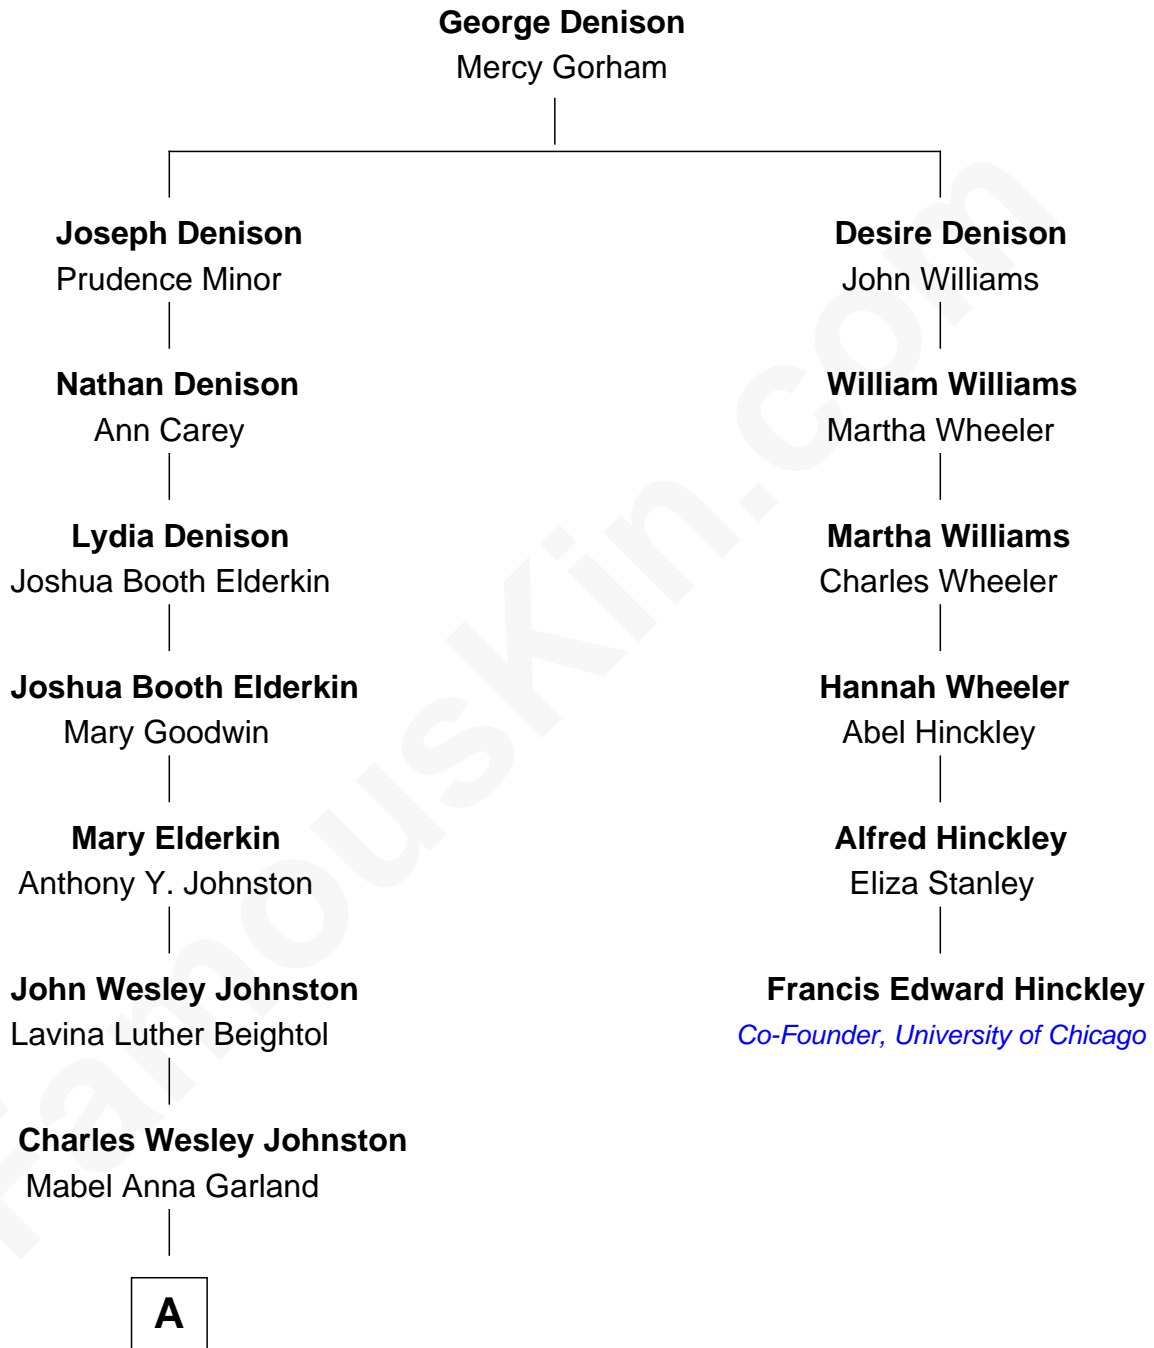 George Denison
Mercy Gorham
Joseph Denison
Prudence Minor
Nathan Denison
Ann Carey
Lydia Denison
Joshua Booth Elderkin
Joshua Booth Elderkin
Mary Goodwin
Mary Elderkin
Anthony Y. Johnston
John Wesley Johnston
Lavina Luther Beightol
Charles Wesley Johnston
Mabel Anna Garland
A
Desire Denison
John Williams
William Williams
Martha Wheeler
Martha Williams
Charles Wheeler
Hannah Wheeler
Abel Hinckley
Alfred Hinckley
Eliza Stanley
Francis Edward Hinckley
Co-Founder, University of Chicago
FamousKin.com